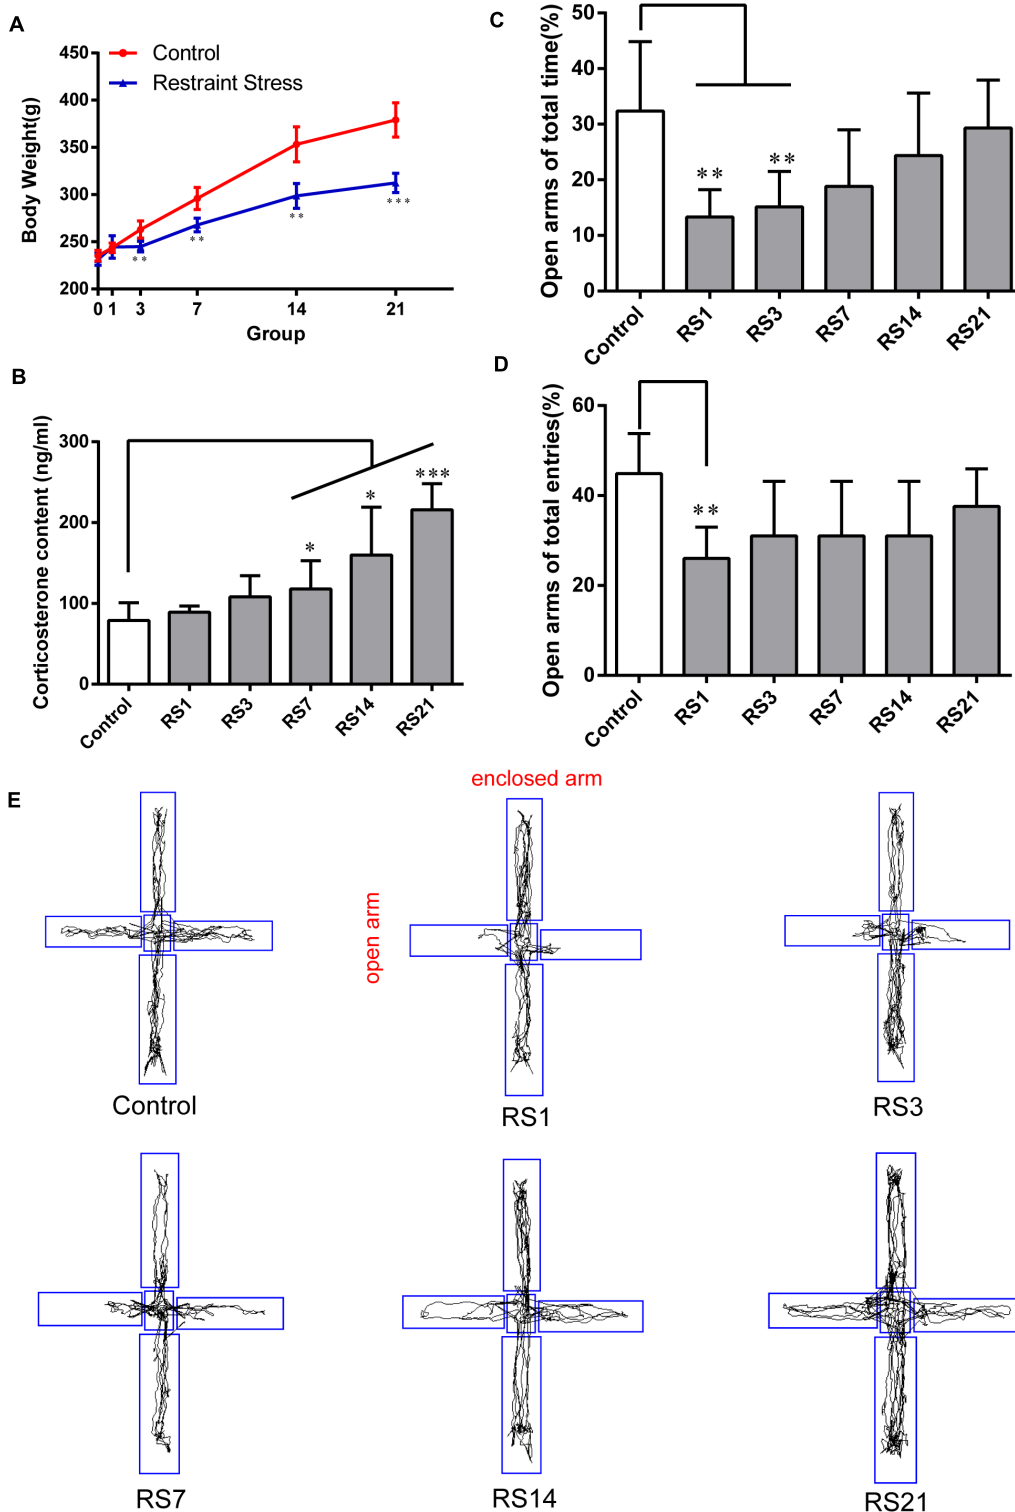 A
Control
Restraint Stress
Body Weight(g)
450
400
350
300
250
200
** ** ** ***
0 1 3 7 14 21
Group
B
Corticosterone content (ng/ml)
300
200
100
0
* * ***
Control RS1 RS3 RS7 RS14 RS21
C
Open arms of total time(%)
50
40
30
20
10
0
** **
Control RS1 RS3 RS7 RS14 RS21
D
Open arms of total entries(%)
60
40
20
0
**
Control RS1 RS3 RS7 RS14 RS21
E
enclosed arm
open arm
Control
RS1
RS3
RS7
RS14
RS21